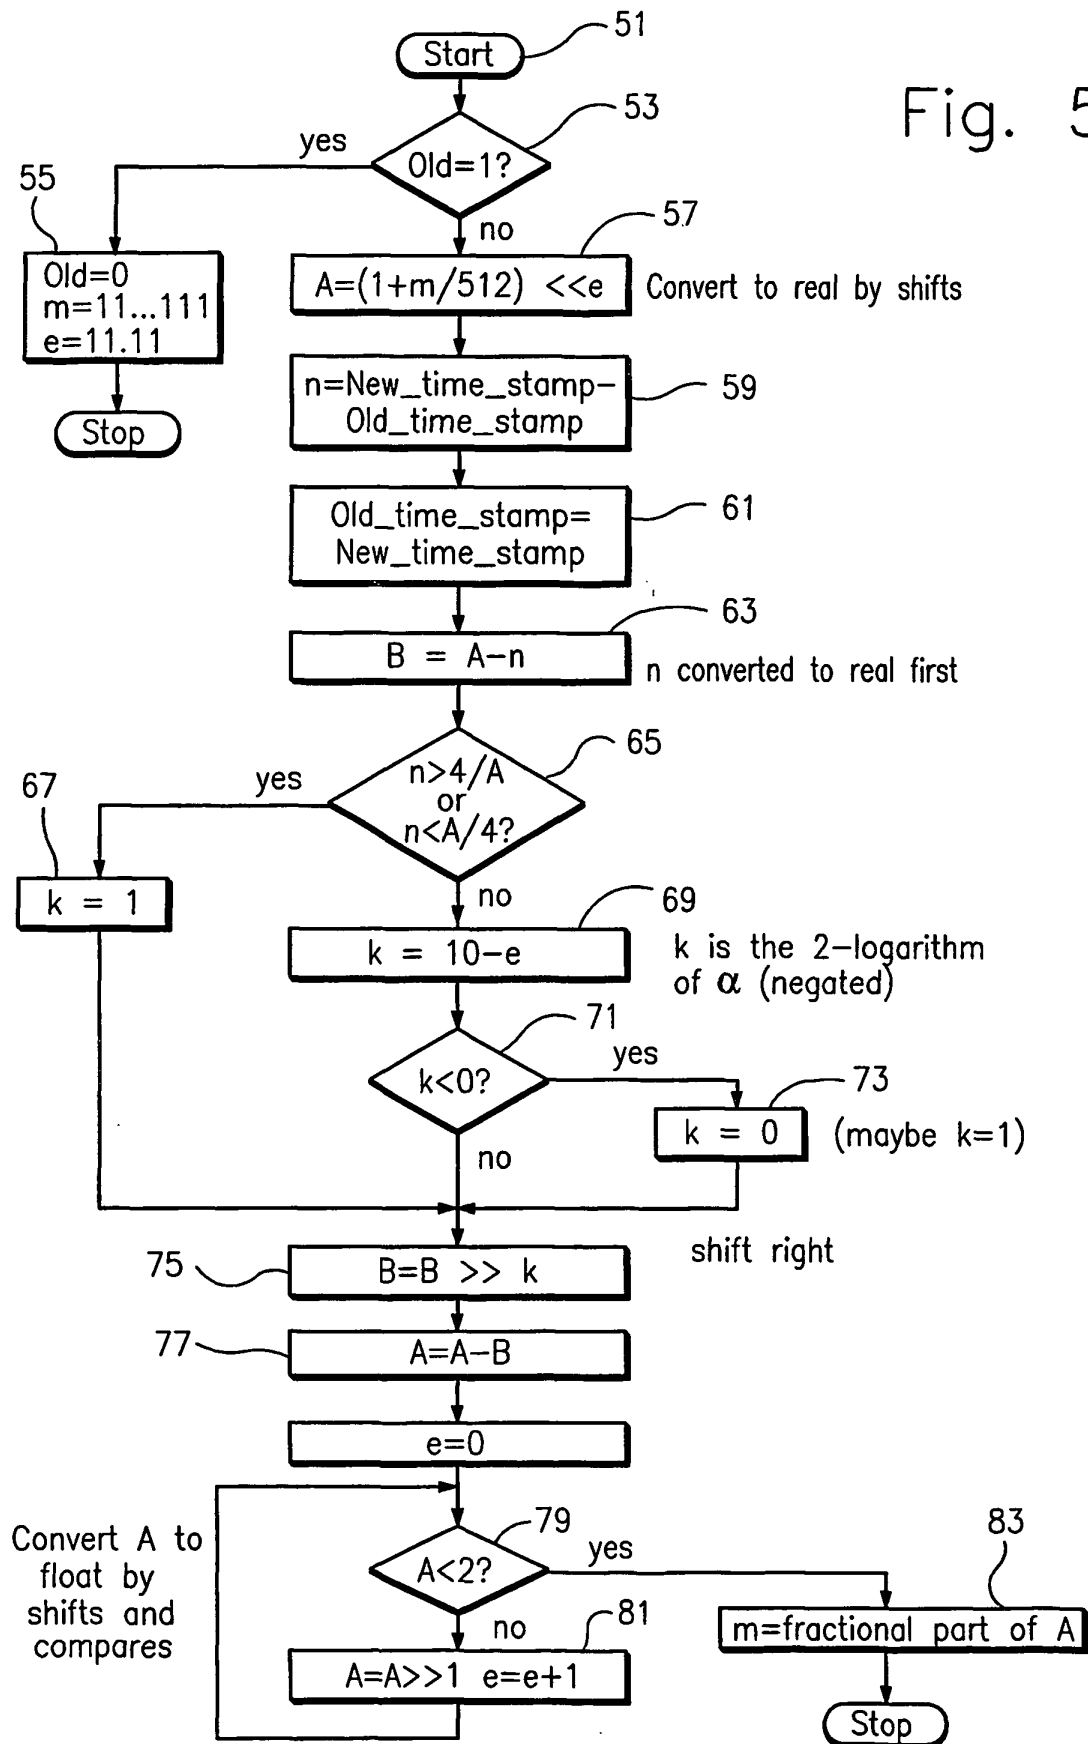 51
Start
Fig. 5
53
yes
Old=1?
55
no
57
Old=0
m=11...111
e=11.11
A=(1+m/512) <<e
Convert to real by shifts
n=New_time_stamp-
Old_time_stamp
59
Stop
Old_time_stamp=
New_time_stamp
61
63
B = A-n
n converted to real first
65
yes
n>4/A
or
n<A/4?
67
k = 1
no
69
k = 10-e
k is the 2-logarithm
of α (negated)
71
k<0?
yes
73
k = 0
(maybe k=1)
no
shift right
75
B=B >> k
77
A=A-B
e=0
Convert A to
float by
shifts and
compares
79
A<2?
yes
83
no
81
m=fractional part of A
A=A>>1 e=e+1
Stop